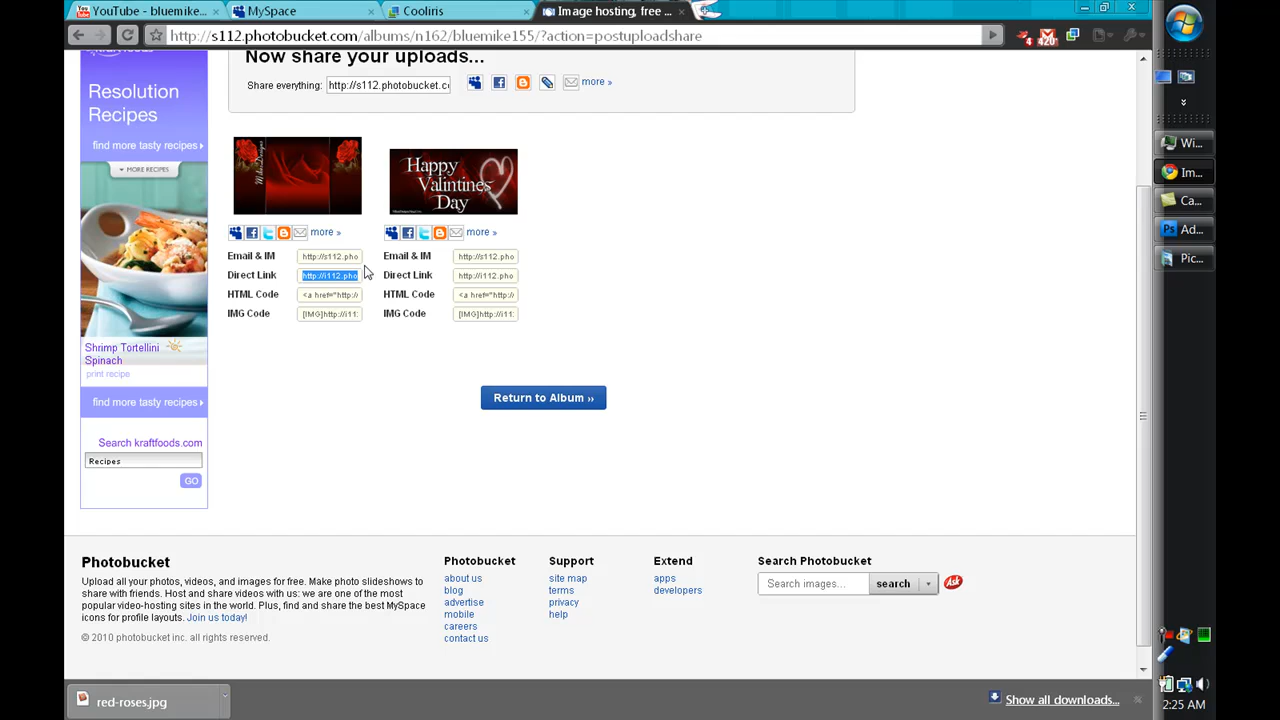 YouTube - bluemike...
MySpace
Cooliris
Image hosting, free ...
http://s112.photobucket.com/albums/n162/bluemike155/?action=postuploadshare
4
420
Resolution
Recipes
find more tasty recipes
MORE RECIPES
Shrimp Tortellini
Spinach
print recipe
find more tasty recipes
Search kraftfoods.com
Recipes
GO
Now share your uploads...
Share everything:
http://s112.photobucket.c
more »
Happy
Valintines
Day
more »
more »
Email & IM
http://s112.pho
Email & IM
http://s112.pho
Direct Link
http://i112.pho
Direct Link
http://i112.pho
HTML Code
<a href="http:/
HTML Code
<a href="http:/
IMG Code
[IMG]http://i11
IMG Code
[IMG]http://i11
Return to Album »
Photobucket
Upload all your photos, videos, and images for free. Make photo slideshows to
share with friends. Host and share videos with us: we are one of the most
popular video-hosting sites in the world. Plus, find and share the best MySpace
icons for profile layouts. Join us today!
© 2010 photobucket inc. all rights reserved.
Photobucket
about us
blog
advertise
mobile
careers
contact us
Support
site map
terms
privacy
help
Extend
apps
developers
Search Photobucket
Search images...
search
Ask
red-roses.jpg
Show all downloads...
Wi...
Im...
Ca...
Ps
Ad...
Pic...
2:25 AM